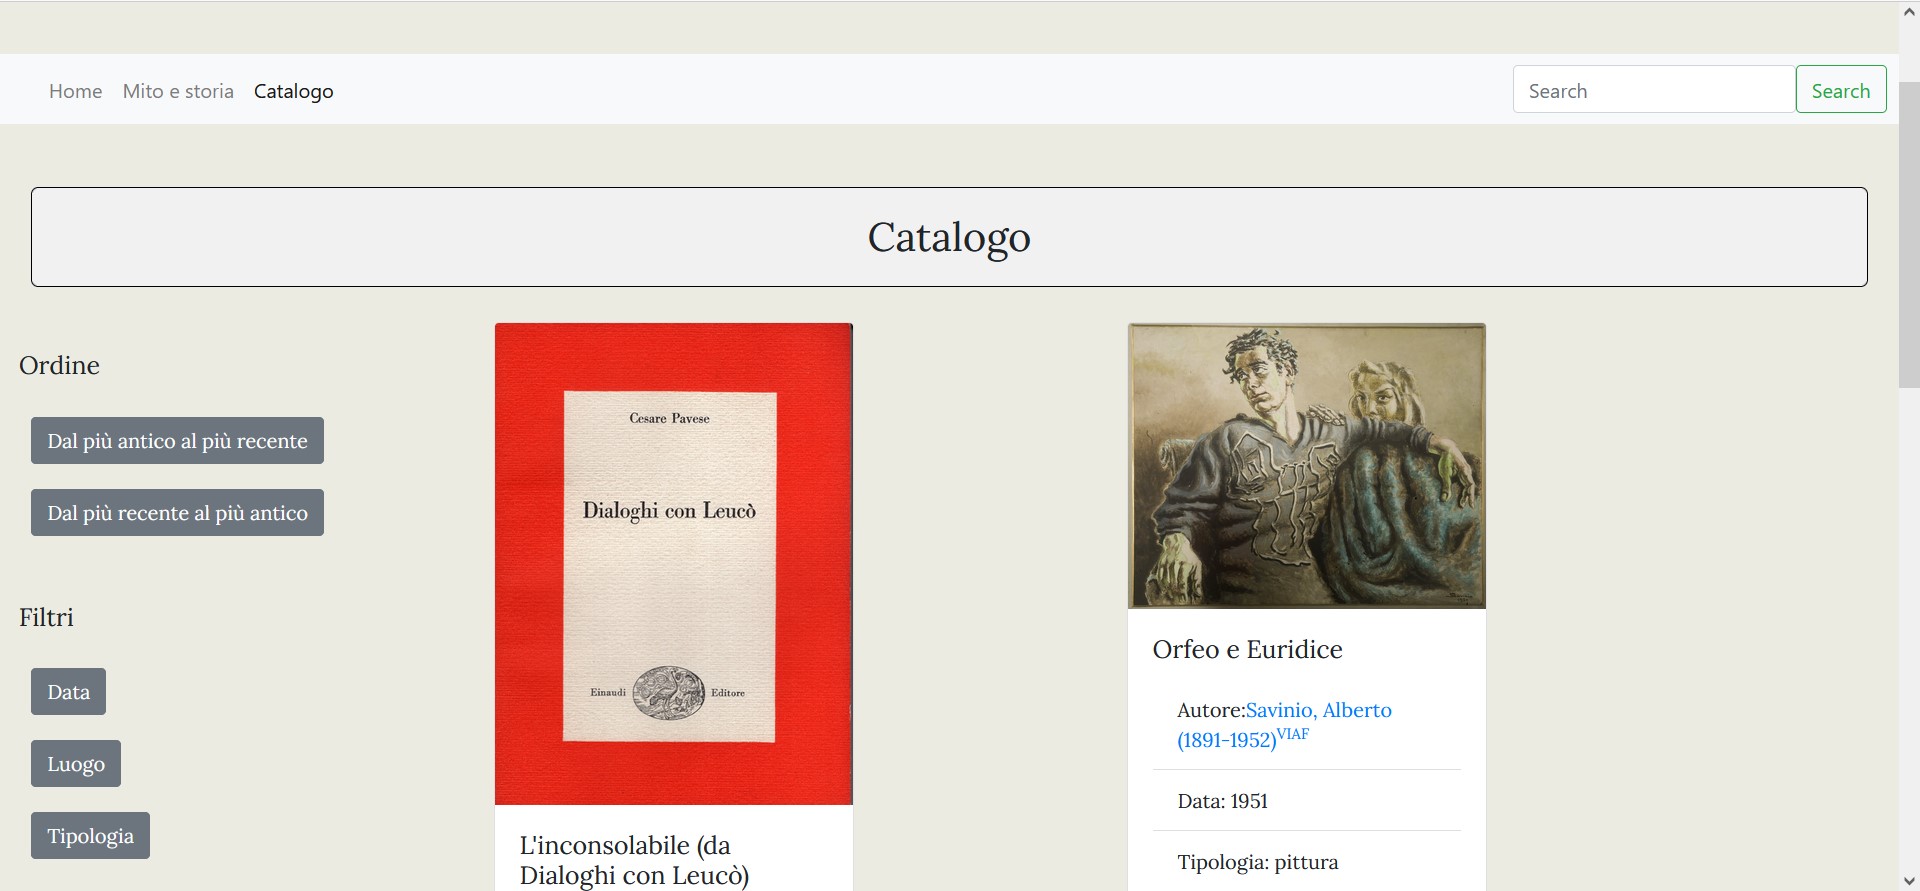 Home Mito e storia Catalogo Search Search
Catalogo
Ordine
Dal più antico al più recente
Dal più recente al più antico
Filtri
Data
Luogo
Tipologia
Cesare Pavese
Dialoghi con Leucò
Einaudi Editore
L'inconsolabile (da
Dialoghi con Leucò)
Orfeo e Euridice
Autore:Savinio, Alberto
(1891-1952)VIAF
Data: 1951
Tipologia: pittura